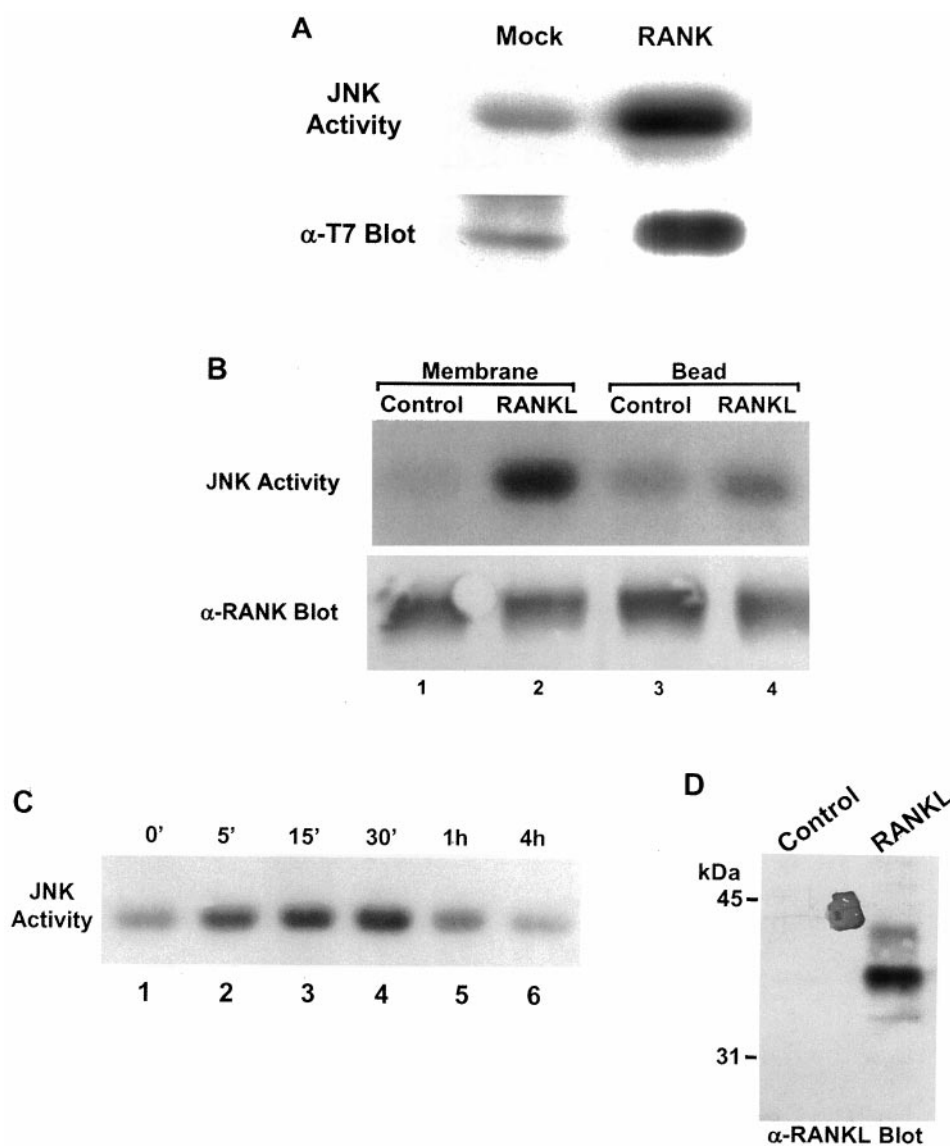 A
Mock RANK
JNK
Activity
α-T7 Blot
B
Membrane Bead
Control RANKL Control RANKL
JNK Activity
α-RANK Blot
1 2 3 4
C
0’ 5’ 15’ 30’ 1h 4h
JNK
Activity
1 2 3 4 5 6
D
Control RANKL
kDa
45
31
α-RANKL Blot